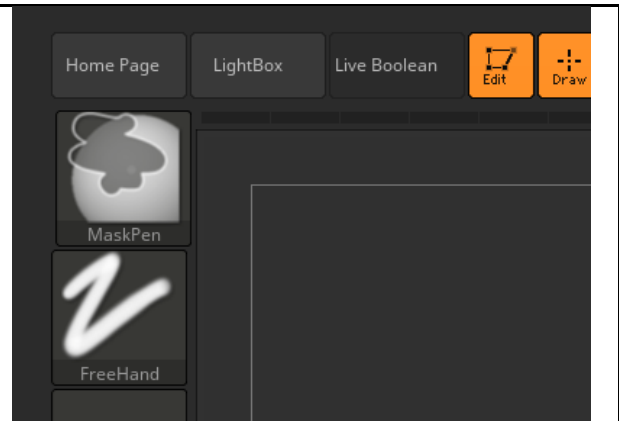 Home Page
LightBox
Live Boolean
Edit
Draw
MaskPen
FreeHand